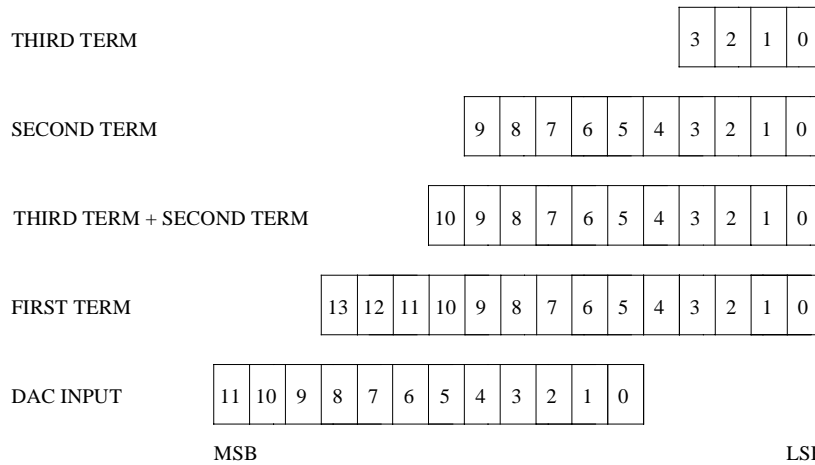 THIRD TERM 3 2 1 0
SECOND TERM 9 8 7 6 5 4 3 2 1 0
THIRD TERM + SECOND TERM 10 9 8 7 6 5 4 3 2 1 0
FIRST TERM 13 12 11 10 9 8 7 6 5 4 3 2 1 0
DAC INPUT 11 10 9 8 7 6 5 4 3 2 1 0
MSB